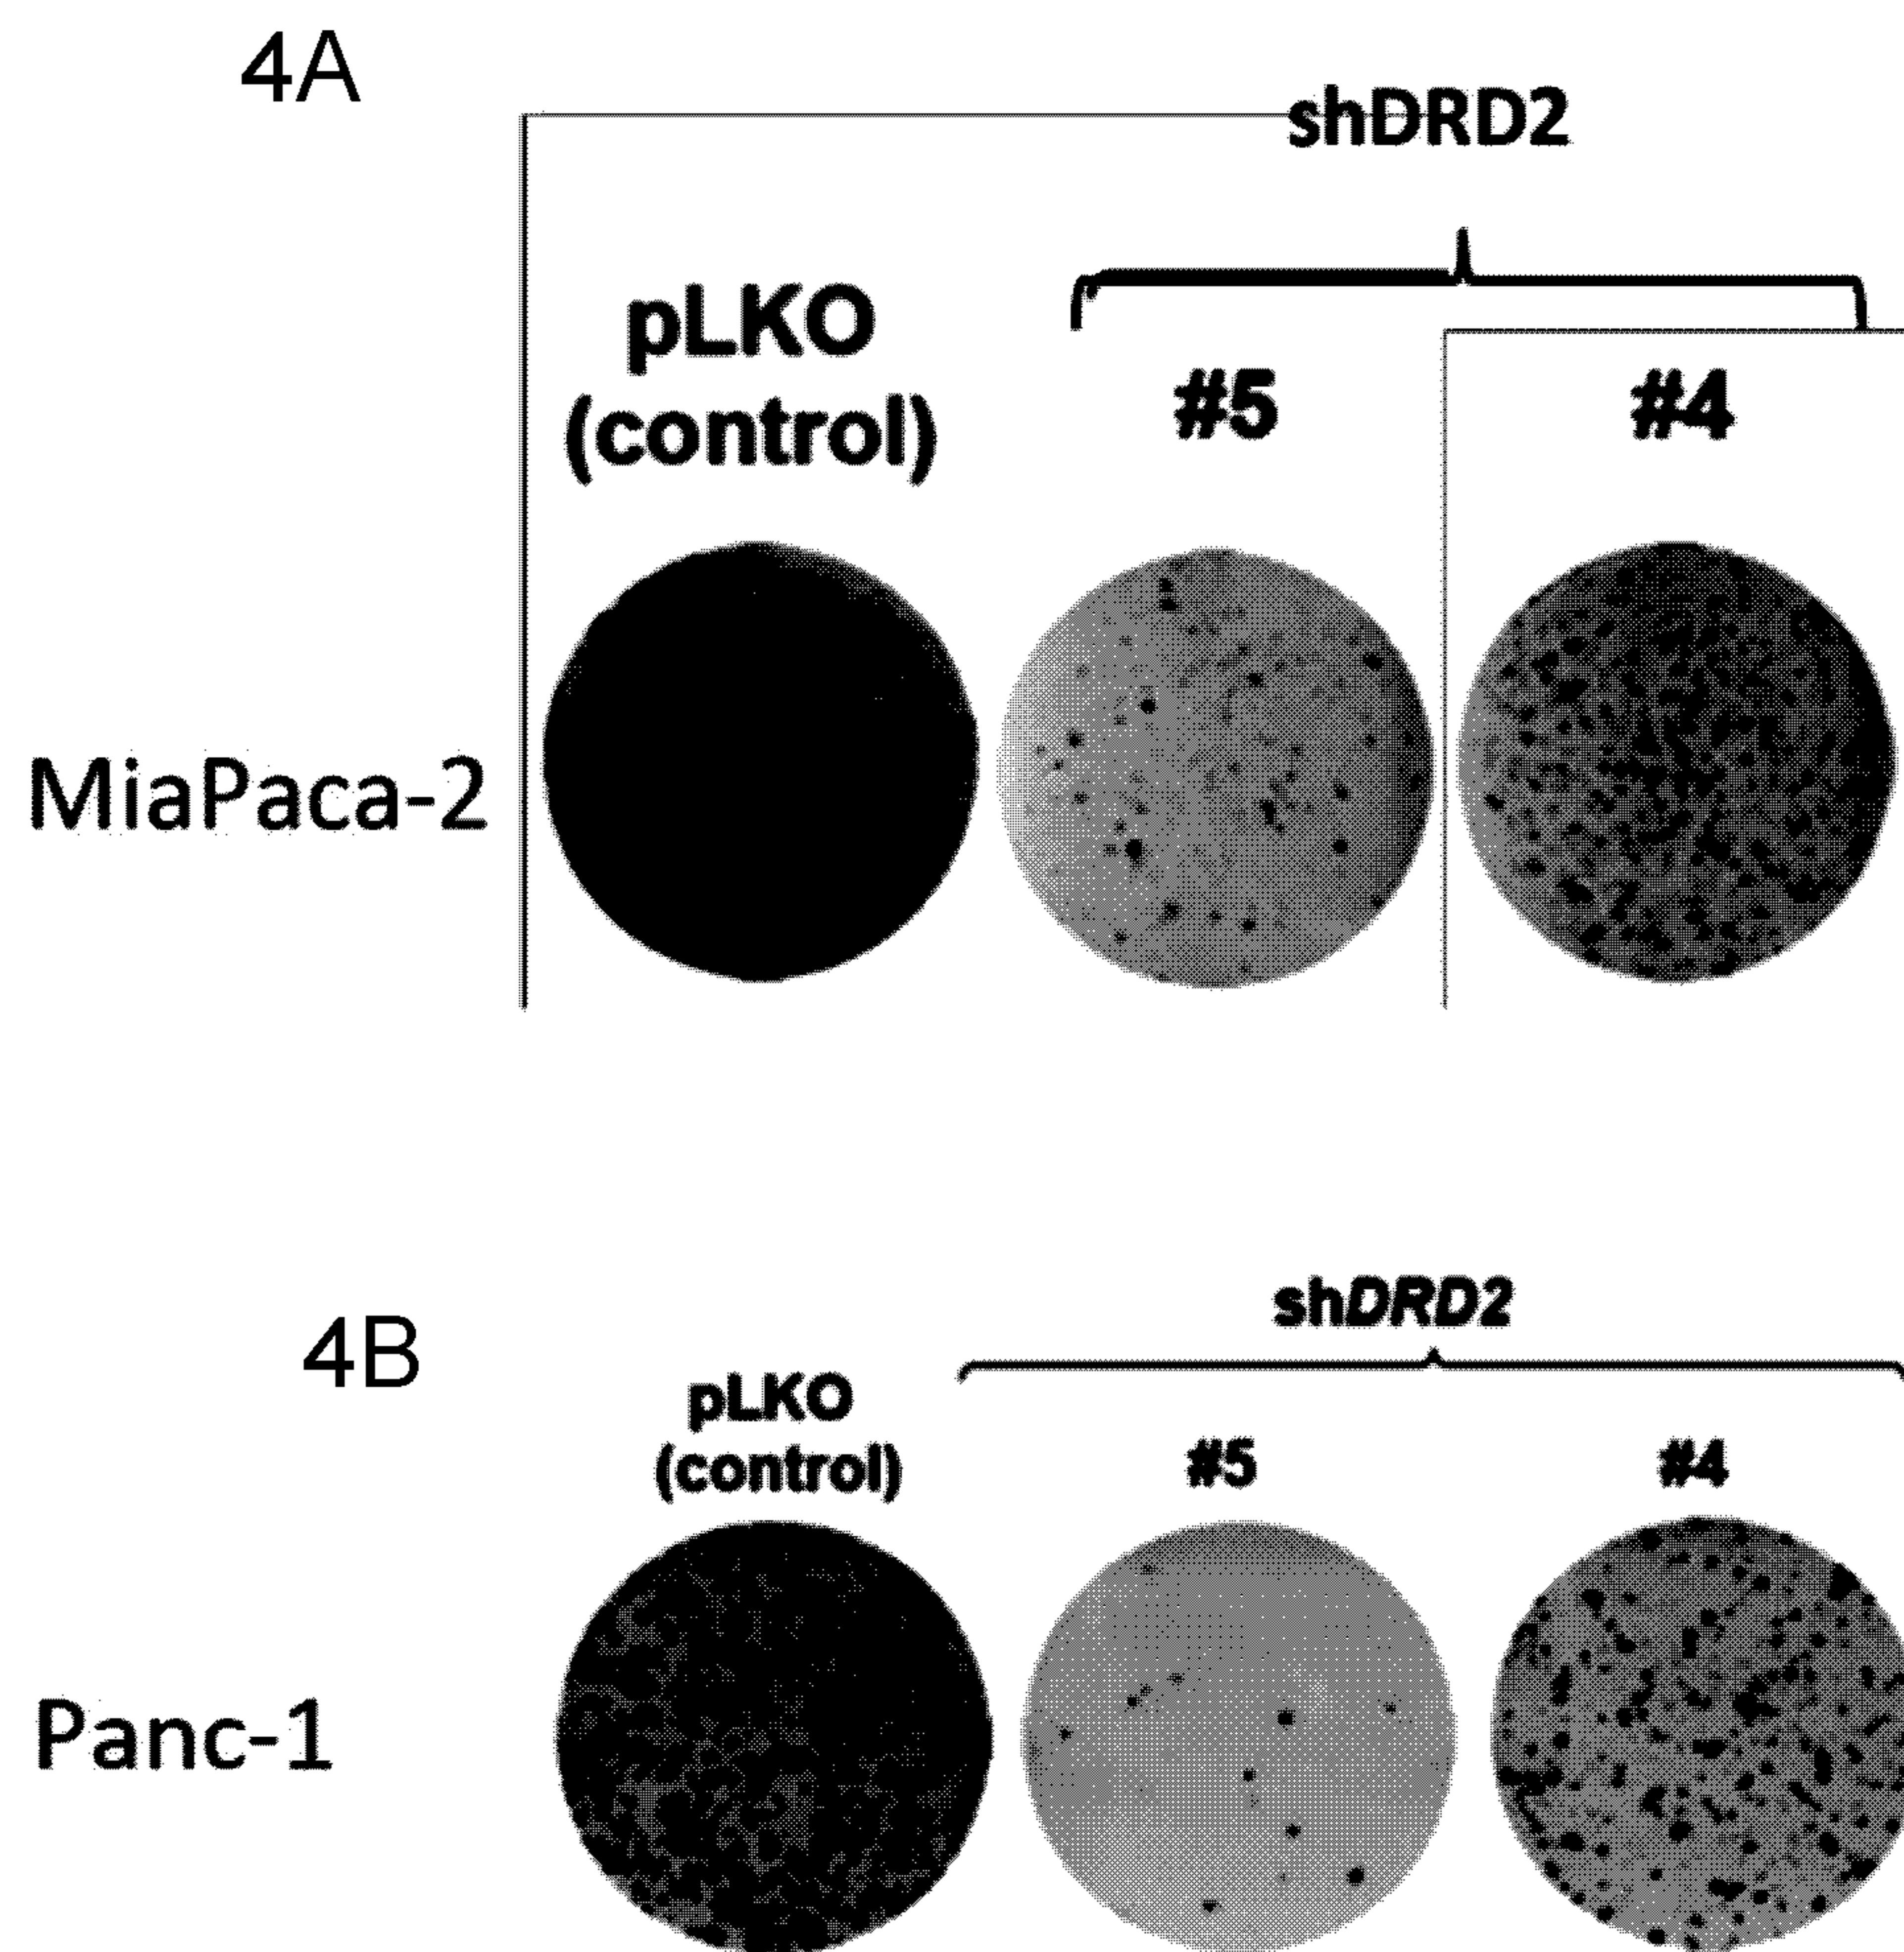 4A
shDRD2
pLKO
(control)
#5
#4
MiaPaca-2
4B
shDRD2
pLKO
(control)
#5
#4
Panc-1